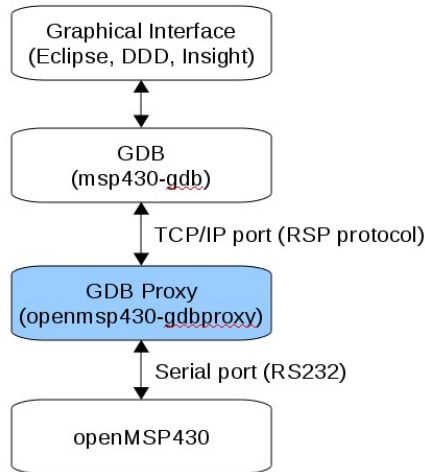 Graphical Interface
(Eclipse, DDD, Insight)
GDB
(msp430-gdb)
TCP/IP port (RSP protocol)
GDB Proxy
(openmsp430-gdbproxy)
Serial port (RS232)
openMSP430